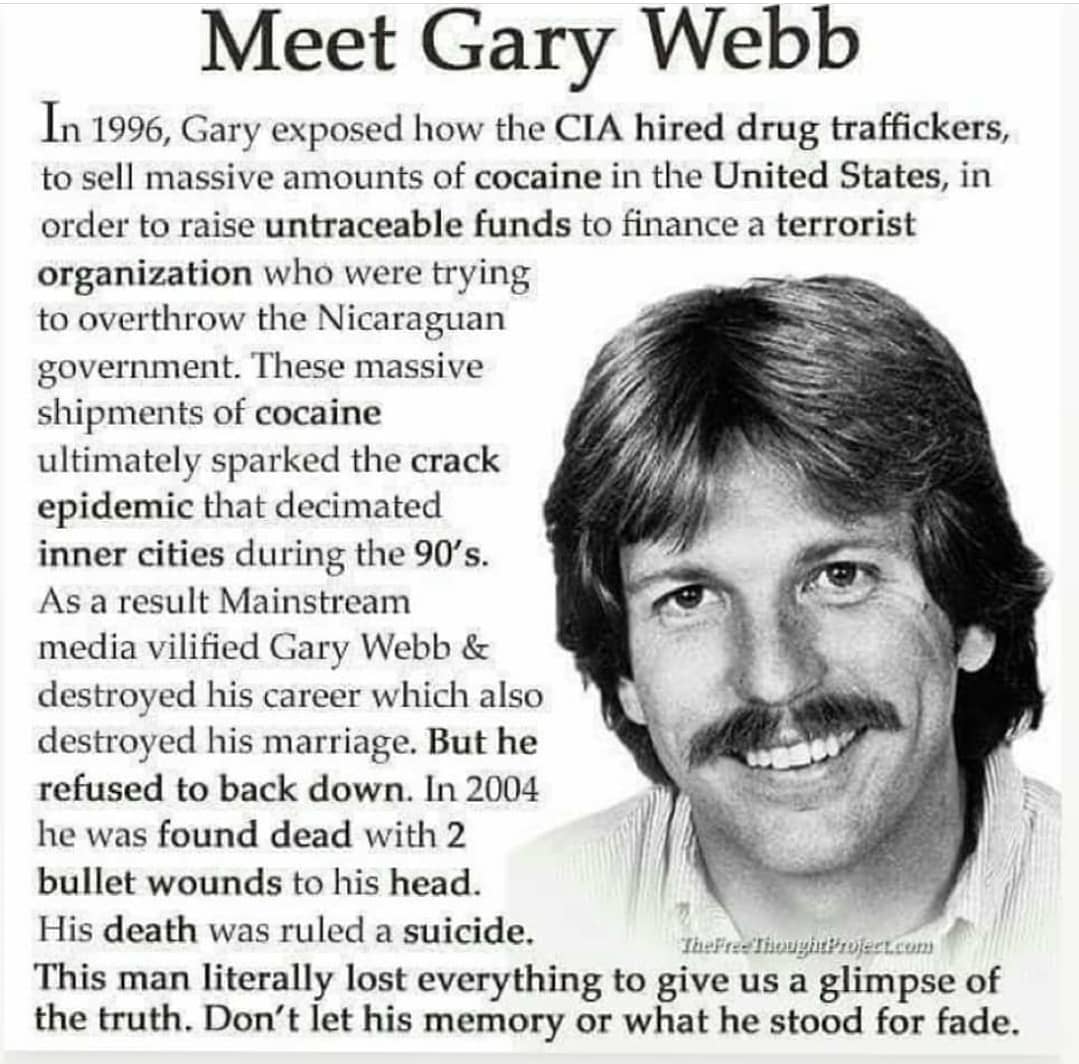 Meet Gary Webb
In 1996, Gary exposed how the CIA hired drug traffickers,
to sell massive amounts of cocaine in the United States, in
order to raise untraceable funds to finance a terrorist
organization who were trying
to overthrow the Nicaraguan
government. These massive
shipments of cocaine
ultimately sparked the crack
epidemic that decimated
inner cities during the 90's.
As a result Mainstream
media vilified Gary Webb &
destroyed his career which also
destroyed his marriage. But he
refused to back down. In 2004
he was found dead with 2
bullet wounds to his head.
His death was ruled a suicide.
TheFreeThoughtProject.com
This man literally lost everything to give us a glimpse of
the truth. Don't let his memory or what he stood for fade.